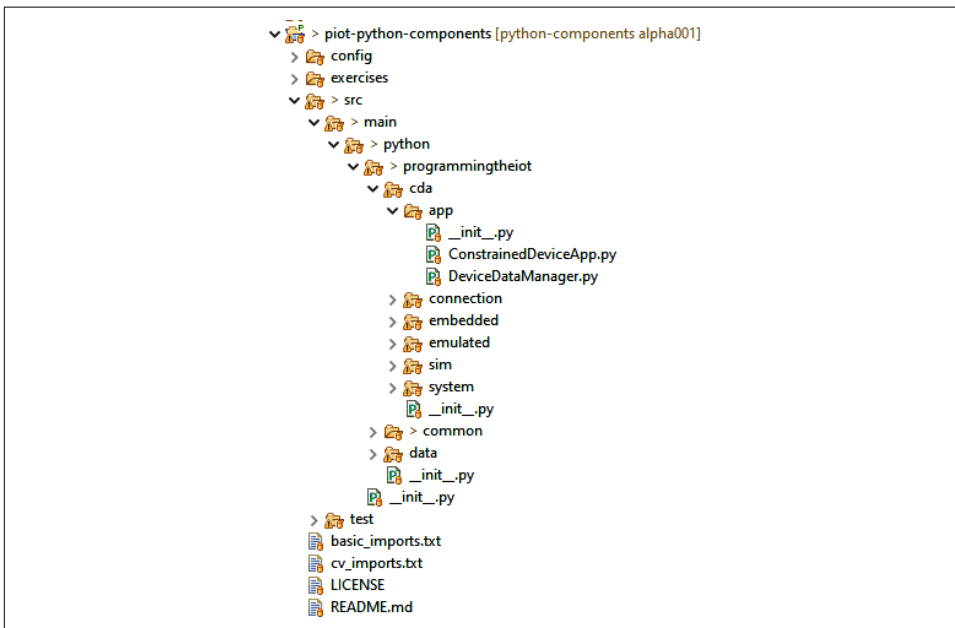 > piot-python-components [python-components alpha001]
config
exercises
> src
> main
> python
> programmingtheiot
cda
app
__init__.py
ConstrainedDeviceApp.py
DeviceDataManager.py
connection
embedded
emulated
sim
system
__init__.py
> common
data
__init__.py
__init__.py
test
basic_imports.txt
cv_imports.txt
LICENSE
README.md